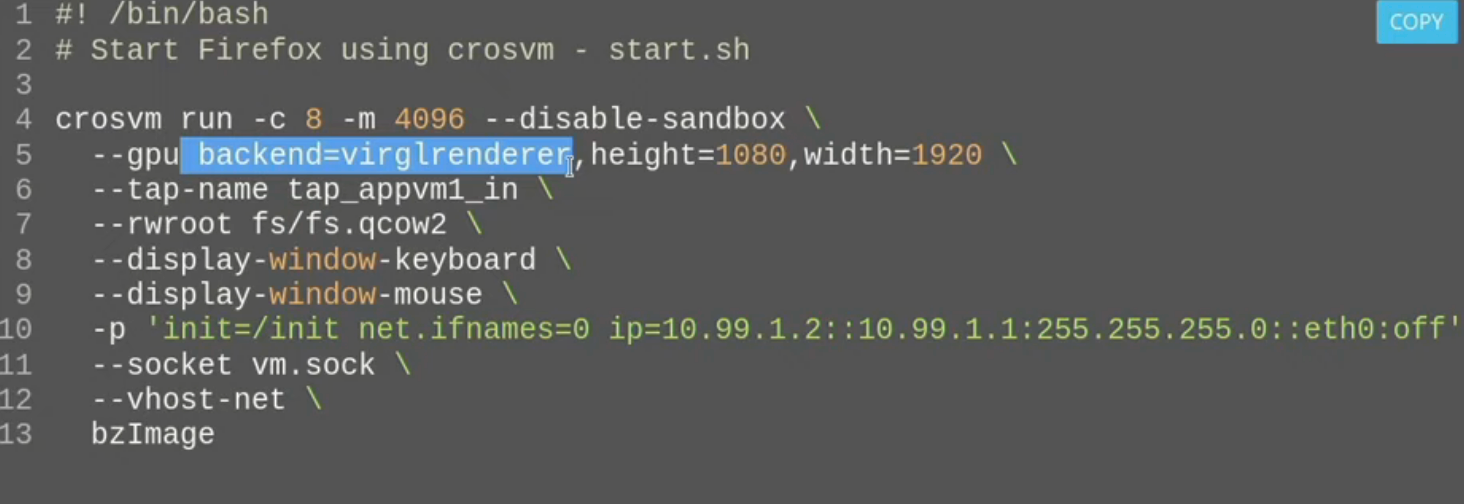 1 #! /bin/bash
COPY
2 # Start Firefox using crosvm - start.sh
3
4 crosvm run -c 8 -m 4096 --disable-sandbox \
5 --gpu backend=virglrenderer,height=1080,width=1920 \
6 --tap-name tap_appvm1_in \
7 --rwroot fs/fs.qcow2 \
8 --display-window-keyboard \
9 --display-window-mouse \
10 -p 'init=/init net.ifnames=0 ip=10.99.1.2::10.99.1.1:255.255.255.0::eth0:off'
11 --socket vm.sock \
12 --vhost-net \
13 bzImage